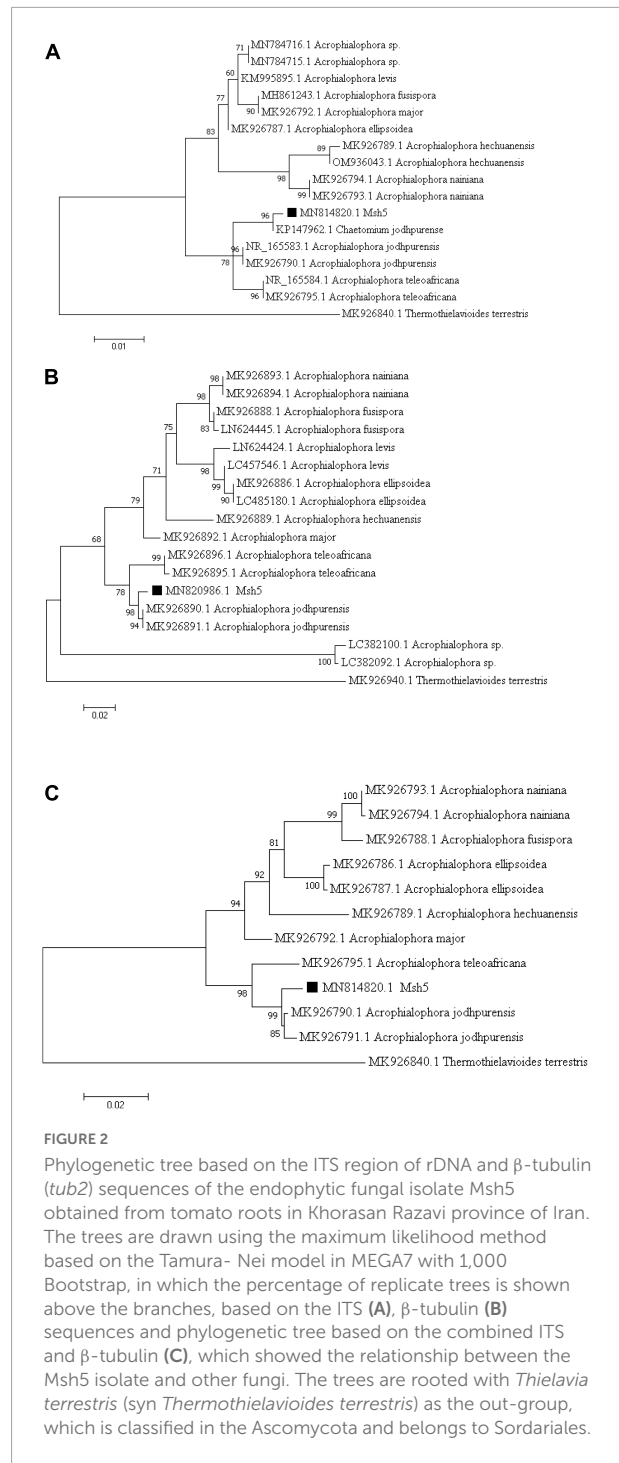 A
71
MN784716.1 Acrophialophora sp.
MN784715.1 Acrophialophora sp.
60
KM995895.1 Acrophialophora levis
77
MH861243.1 Acrophialophora fusispora
90
MK926792.1 Acrophialophora major
83
MK926787.1 Acrophialophora ellipsoidea
89
MK926789.1 Acrophialophora hechuanensis
OM936043.1 Acrophialophora hechuanensis
98
MK926794.1 Acrophialophora nainiana
99
MK926793.1 Acrophialophora nainiana
96
MN814820.1 Msh5
KP147962.1 Chaetomium jodhpurense
96
NR_165583.1 Acrophialophora jodhpurensis
78
MK926790.1 Acrophialophora jodhpurensis
NR_165584.1 Acrophialophora teleoafricana
96
MK926795.1 Acrophialophora teleoafricana
MK926840.1 Thermothielavioides terrestris
0.01
B
98
MK926893.1 Acrophialophora nainiana
98
MK926894.1 Acrophialophora nainiana
MK926888.1 Acrophialophora fusispora
75
83
LN624445.1 Acrophialophora fusispora
LN624424.1 Acrophialophora levis
98
LC457546.1 Acrophialophora levis
71
99
MK926886.1 Acrophialophora ellipsoidea
90
LC485180.1 Acrophialophora ellipsoidea
79
MK926889.1 Acrophialophora hechuanensis
68
MK926892.1 Acrophialophora major
99
MK926896.1 Acrophialophora teleoafricana
78
MK926895.1 Acrophialophora teleoafricana
MN820986.1 Msh5
98
MK926890.1 Acrophialophora jodhpurensis
94
MK926891.1 Acrophialophora jodhpurensis
LC382100.1 Acrophialophora sp.
100
LC382092.1 Acrophialophora sp.
MK926940.1 Thermothielavioides terrestris
0.02
C
100
MK926793.1 Acrophialophora nainiana
99
MK926794.1 Acrophialophora nainiana
81
MK926788.1 Acrophialophora fusispora
92
MK926786.1 Acrophialophora ellipsoidea
100
MK926787.1 Acrophialophora ellipsoidea
94
MK926789.1 Acrophialophora hechuanensis
MK926792.1 Acrophialophora major
98
MK926795.1 Acrophialophora teleoafricana
MN814820.1 Msh5
99
MK926790.1 Acrophialophora jodhpurensis
85
MK926791.1 Acrophialophora jodhpurensis
MK926840.1 Thermothielavioides terrestris
0.02
FIGURE 2
Phylogenetic tree based on the ITS region of rDNA and β-tubulin
(tub2) sequences of the endophytic fungal isolate Msh5
obtained from tomato roots in Khorasan Razavi province of Iran.
The trees are drawn using the maximum likelihood method
based on the Tamura- Nei model in MEGA7 with 1,000
Bootstrap, in which the percentage of replicate trees is shown
above the branches, based on the ITS (A), β-tubulin (B)
sequences and phylogenetic tree based on the combined ITS
and β-tubulin (C), which showed the relationship between the
Msh5 isolate and other fungi. The trees are rooted with Thielavia
terrestris (syn Thermothielavioides terrestris) as the out-group,
which is classified in the Ascomycota and belongs to Sordariales.